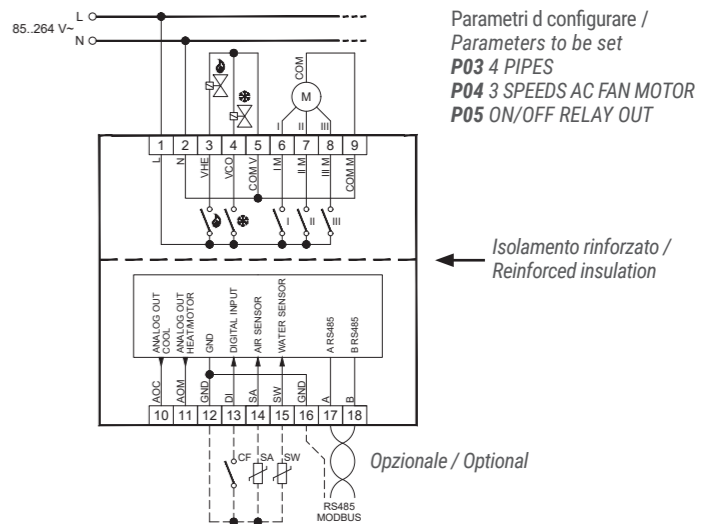 L
85..264 V~
N
Parametri d configurare /
Parameters to be set
P03 4 PIPES
P04 3 SPEEDS AC FAN MOTOR
P05 ON/OFF RELAY OUT
COM
M
I II III
1 2 3 4 5 6 7 8 9
L N VHE VCO COM V I M II M III M COM M
I II III
Isolamento rinforzato /
Reinforced insulation
ANALOG OUT COOL
ANALOG OUT HEAT/MOTOR
GND
DIGITAL INPUT
AIR SENSOR
WATER SENSOR
A RS485
B RS485
AOC AOM GND DI SA SW GND A B
10 11 12 13 14 15 16 17 18
CF SA SW
Opzionale / Optional
RS485
MODBUS